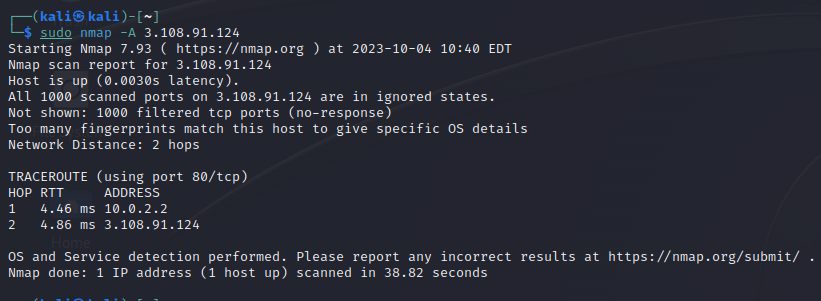 ┌──(kali㉿kali)-[~]
└─$ sudo nmap -A 3.108.91.124
Starting Nmap 7.93 ( https://nmap.org ) at 2023-10-04 10:40 EDT
Nmap scan report for 3.108.91.124
Host is up (0.0030s latency).
All 1000 scanned ports on 3.108.91.124 are in ignored states.
Not shown: 1000 filtered tcp ports (no-response)
Too many fingerprints match this host to give specific OS details
Network Distance: 2 hops

TRACEROUTE (using port 80/tcp)
HOP RTT     ADDRESS
1   4.46 ms 10.0.2.2
2   4.86 ms 3.108.91.124
Home

OS and Service detection performed. Please report any incorrect results at https://nmap.org/submit/ .
Nmap done: 1 IP address (1 host up) scanned in 38.82 seconds